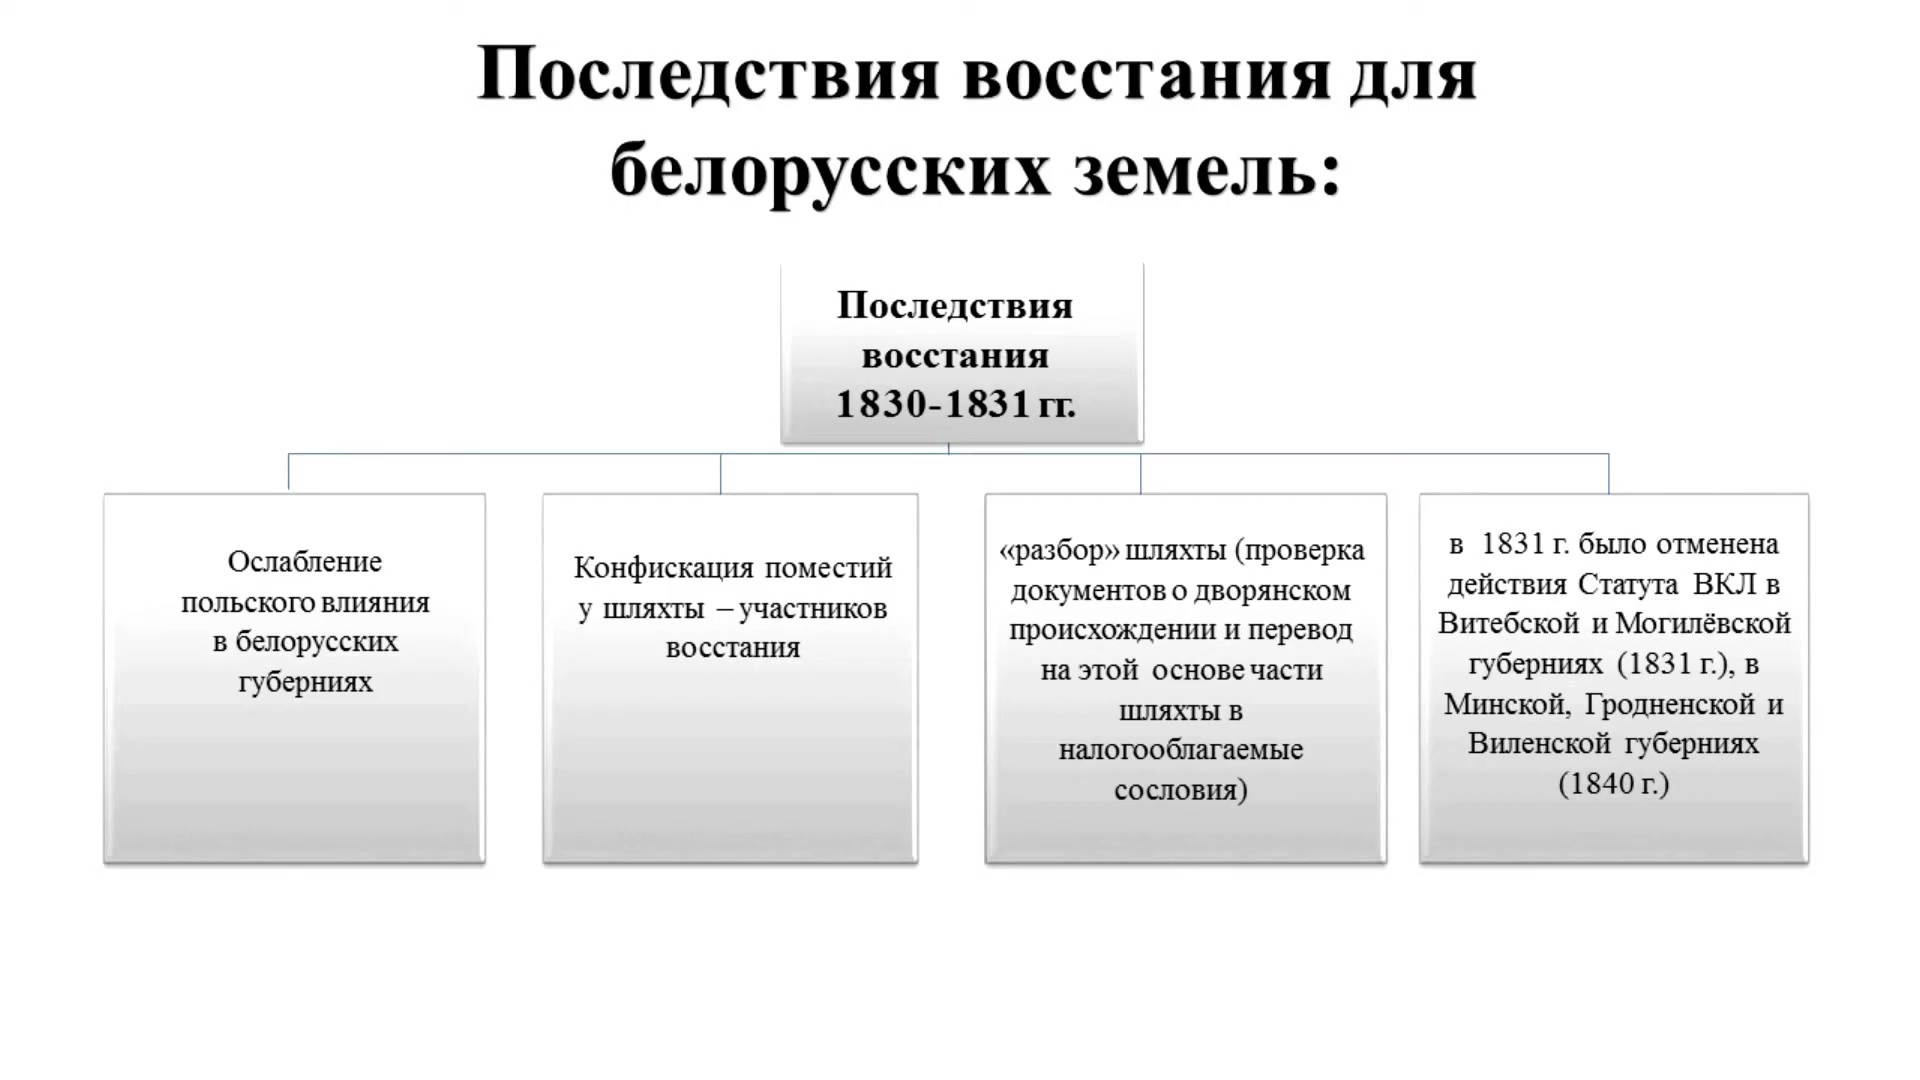 Последствия восстания для
белорусских земель:
Последствия
восстания
1830-1831 гг.
Ослабление
польского влияния
в белорусских
губерниях
Конфискация поместий
у шляхты – участников
восстания
«разбор» шляхты (проверка
документов о дворянском
происхождении и перевод
на этой основе части
шляхты в
налогооблагаемые
сословия)
в 1831 г. было отменена
действия Статута ВКЛ в
Витебской и Могилёвской
губерниях (1831 г.), в
Минской, Гродненской и
Виленской губерниях
(1840 г.)